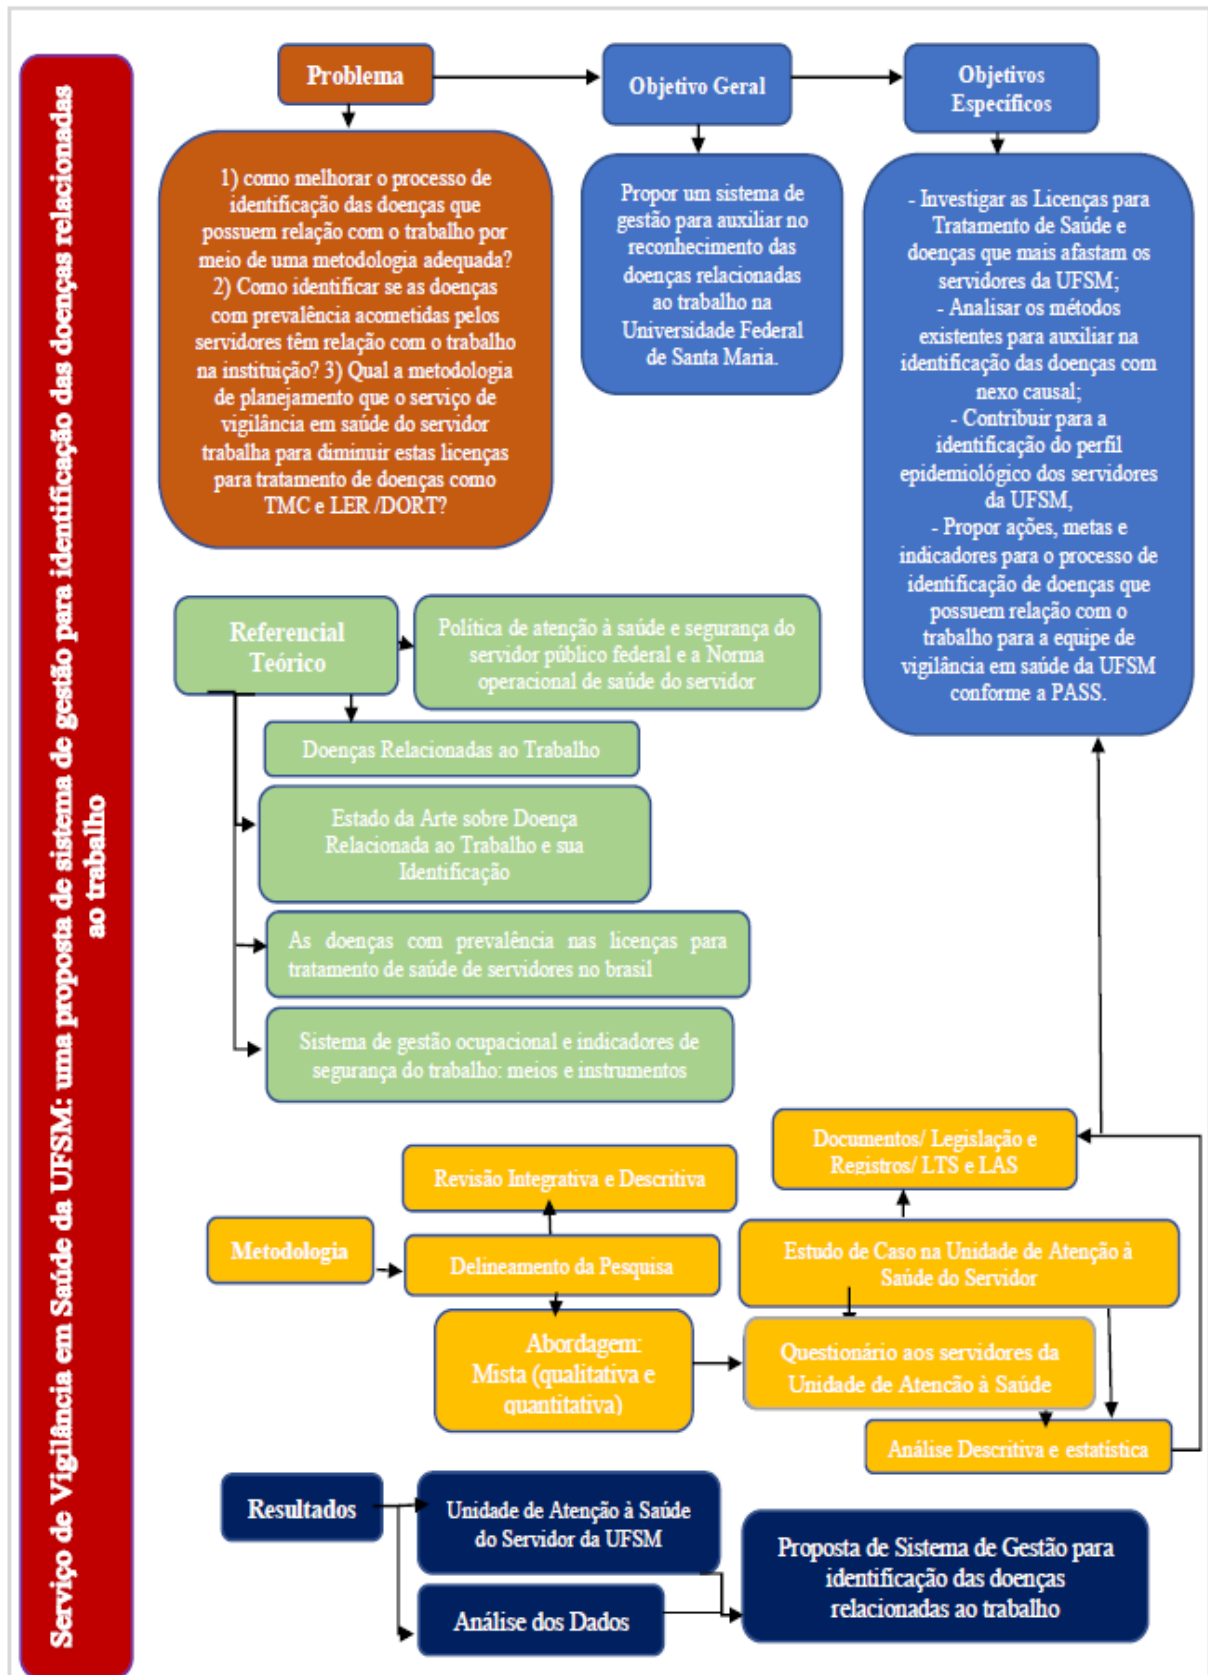 Serviço de Vigilância em Saúde da UFSM: uma proposta de sistema de gestão para identificação das doenças relacionadas
ao trabalho
Problema
Objetivo Geral
Objetivos
Específicos
1) como melhorar o processo de
identificação das doenças que
possuem relação com o trabalho por
meio de uma metodologia adequada?
2) Como identificar se as doenças
com prevalência acometidas pelos
servidores têm relação com o trabalho
na instituição? 3) Qual a metodologia
de planejamento que o serviço de
vigilância em saúde do servidor
trabalha para diminuir estas licenças
para tratamento de doenças como
TMC e LER /DORT?
Propor um sistema de
gestão para auxiliar no
reconhecimento das
doenças relacionadas
ao trabalho na
Universidade Federal
de Santa Maria.
- Investigar as Licenças para
Tratamento de Saúde e
doenças que mais afastam os
servidores da UFSM;
- Analisar os métodos
existentes para auxiliar na
identificação das doenças com
nexo causal;
- Contribuir para a
identificação do perfil
epidemiológico dos servidores
da UFSM,
- Propor ações, metas e
indicadores para o processo de
identificação de doenças que
possuem relação com o
trabalho para a equipe de
vigilância em saúde da UFSM
conforme a PASS.
Referencial
Teórico
Política de atenção à saúde e segurança do
servidor público federal e a Norma
operacional de saúde do servidor
Doenças Relacionadas ao Trabalho
Estado da Arte sobre Doença
Relacionada ao Trabalho e sua
Identificação
As doenças com prevalência nas licenças para
tratamento de saúde de servidores no brasil
Sistema de gestão ocupacional e indicadores de
segurança do trabalho: meios e instrumentos
Metodologia
Revisão Integrativa e Descritiva
Delineamento da Pesquisa
Abordagem:
Mista (qualitativa e
quantitativa)
Documentos/ Legislação e
Registros/ LTS e LAS
Estudo de Caso na Unidade de Atenção à
Saúde do Servidor
Questionário aos servidores da
Unidade de Atenção à Saúde
Análise Descritiva e estatística
Resultados
Unidade de Atenção à Saúde
do Servidor da UFSM
Análise dos Dados
Proposta de Sistema de Gestão para
identificação das doenças
relacionadas ao trabalho